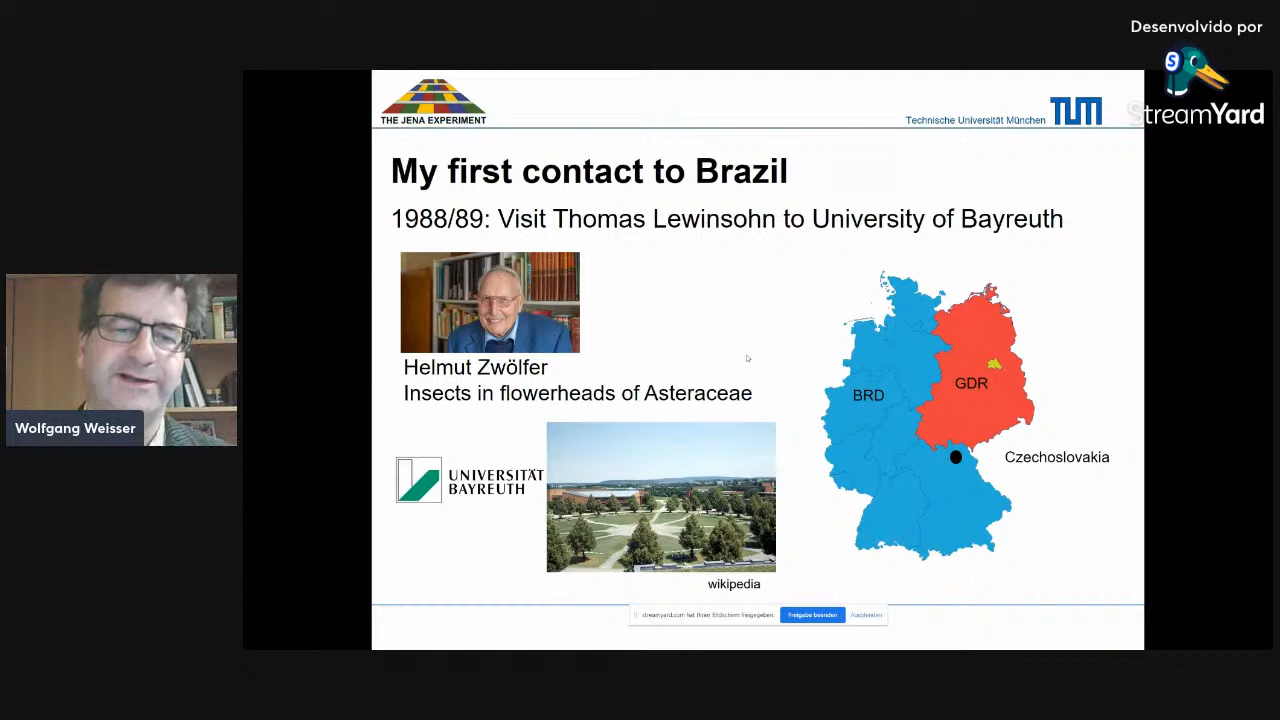 Desenvolvido por
StreamYard
THE JENA EXPERIMENT
Technische Universität München
TUM
My first contact to Brazil
1988/89: Visit Thomas Lewinsohn to University of Bayreuth
Helmut Zwölfer
Insects in flowerheads of Asteraceae
BRD
GDR
Czechoslovakia
Wolfgang Weisser
UNIVERSITÄT
BAYREUTH
wikipedia
streamyard.com hat Ihren Bildschirm freigegeben.
Freigabe beenden
Ausblenden